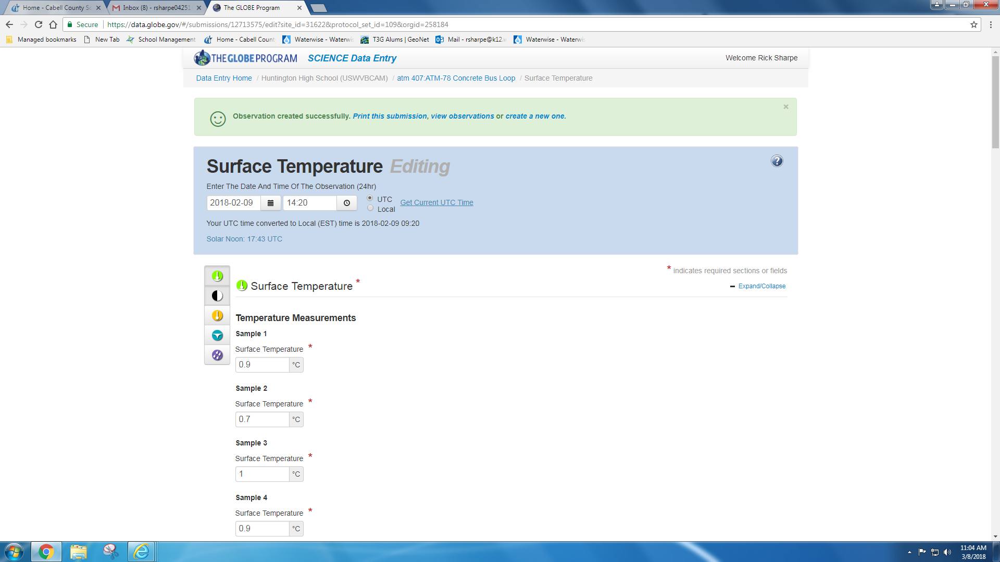 Home - Cabell County Sc
Inbox (8) - rsharpe04251
The GLOBE Program
Secure
https://data.globe.gov/#/submissions/12713575/edit?site_id=31622&protocol_set_id=109&orgid=258184
Managed bookmarks
New Tab
School Management
Home - Cabell Count
Waterwise - Waterwi
T3G Alums | GeoNet
Mail - rsharpe@k12.
Waterwise - Waterwi
THE GLOBE PROGRAM
SCIENCE Data Entry
Welcome Rick Sharpe
Data Entry Home / Huntington High School (USWVBCAM) / atm 407:ATM-78 Concrete Bus Loop / Surface Temperature
Observation created successfully. Print this submission, view observations or create a new one.
×
Surface Temperature Editing
?
Enter The Date And Time Of The Observation (24hr)
2018-02-09
14:20
UTC
Local
Get Current UTC Time
Your UTC time converted to Local (EST) time is 2018-02-09 09:20
Solar Noon: 17:43 UTC
* indicates required sections or fields
Surface Temperature *
Expand/Collapse
Temperature Measurements
Sample 1
Surface Temperature *
0.9 °C
Sample 2
Surface Temperature *
0.7 °C
Sample 3
Surface Temperature *
1 °C
Sample 4
Surface Temperature *
0.9 °C
11:04 AM
3/8/2018